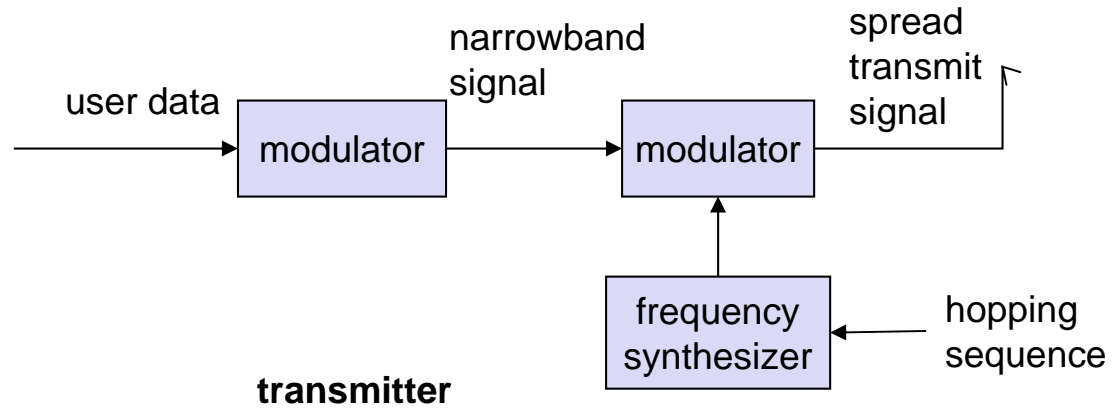 user data
modulator
narrowband
signal
modulator
spread
transmit
signal
frequency
synthesizer
hopping
sequence
transmitter